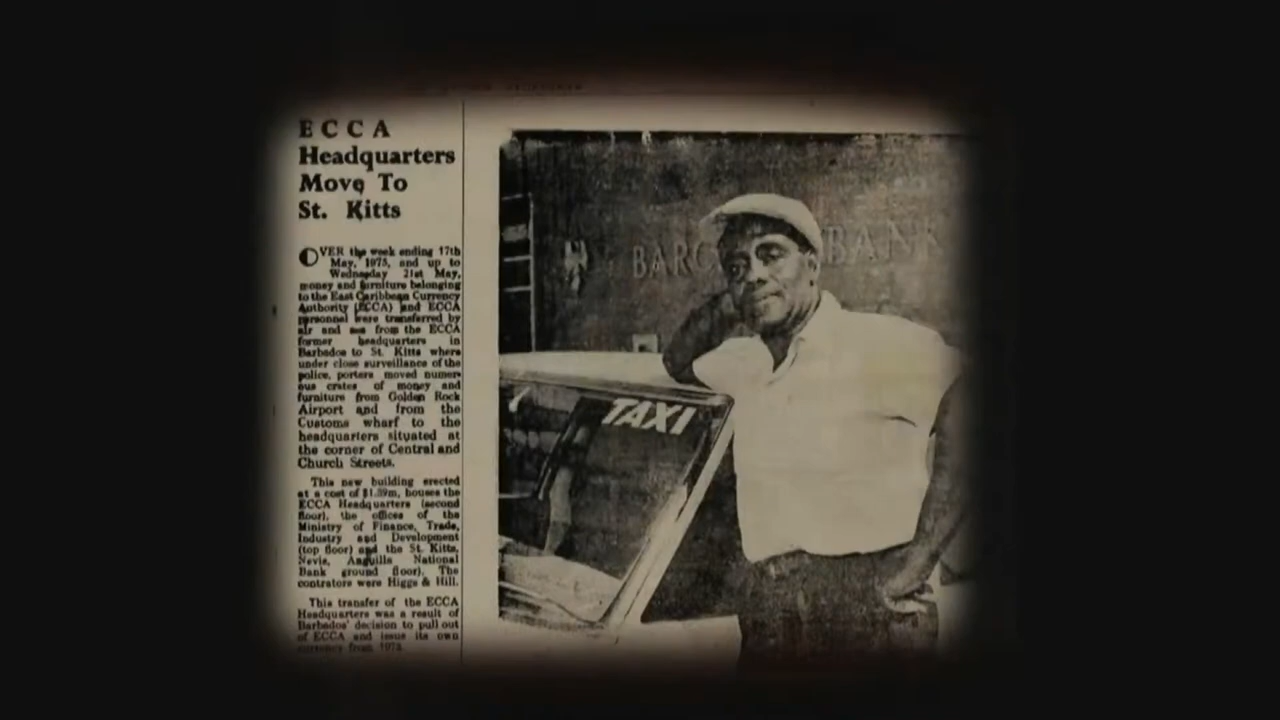 E C C A
Headquarters
Move To
St. Kitts
OVER the week ending 17th
May, 1975, and up to
Wednesday 21st May,
money and furniture belonging
to the East Caribbean Currency
Authority (ECCA) and ECCA
personnel were transferred by
air and sea from the ECCA
former headquarters in
Barbados to St. Kitts where
under close surveillance of the
police, porters moved numer-
ous crates of money and
furniture from Golden Rock
Airport and from the
Customs wharf to the
headquarters situated at
the corner of Central and
Church Streets.
This new building erected
at a cost of $1.39m, houses the
ECCA Headquarters (second
floor), the offices of the
Ministry of Finance, Trade,
Industry and Development
(top floor) and the St. Kitts,
Nevis, Anguilla National
Bank ground floor). The
contrators were Higgs & Hill.
This transfer of the ECCA
Headquarters was a result of
Barbados' decision to pull out
of ECCA and issue its own
currency from
BARC BANK
TAXI